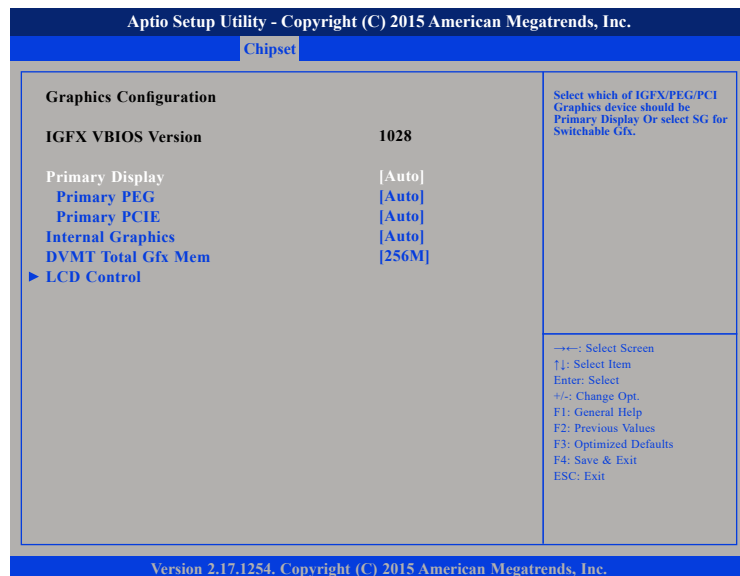 Aptio Setup Utility - Copyright (C) 2015 American Megatrends, Inc.
Chipset
Graphics Configuration
IGFX VBIOS Version 1028
Primary Display [Auto]
Primary PEG [Auto]
Primary PCIE [Auto]
Internal Graphics [Auto]
DVMT Total Gfx Mem [256M]
► LCD Control
Select which of IGFX/PEG/PCI
Graphics device should be
Primary Display Or select SG for
Switchable Gfx.
→←: Select Screen
↑↓: Select Item
Enter: Select
+/-: Change Opt.
F1: General Help
F2: Previous Values
F3: Optimized Defaults
F4: Save & Exit
ESC: Exit
Version 2.17.1254. Copyright (C) 2015 American Megatrends, Inc.